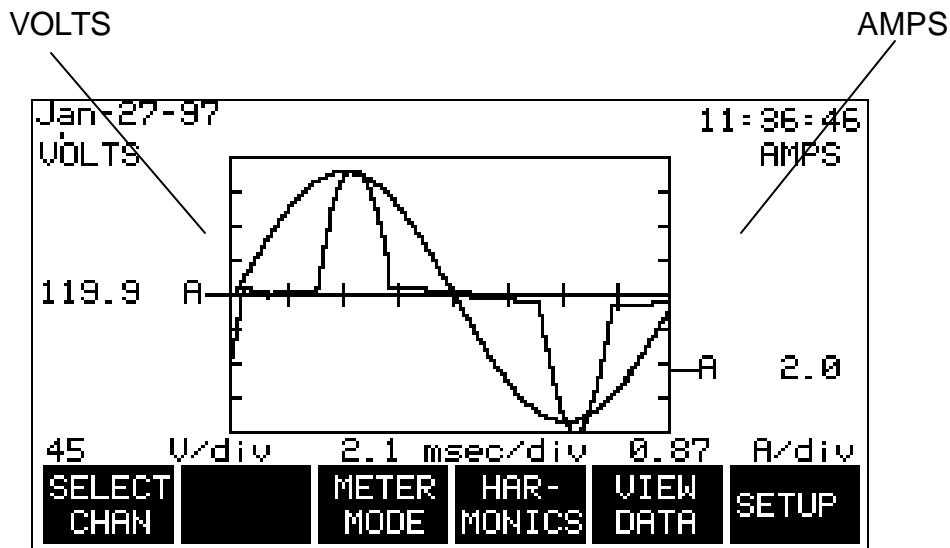 VOLTS AMPS
Jan-27-97 11:36:46
VOLTS AMPS
119.9 A
A 2.0
45 V/div 2.1 msec/div 0.87 A/div
SELECT CHAN METER MODE HAR- MONICS VIEW DATA SETUP